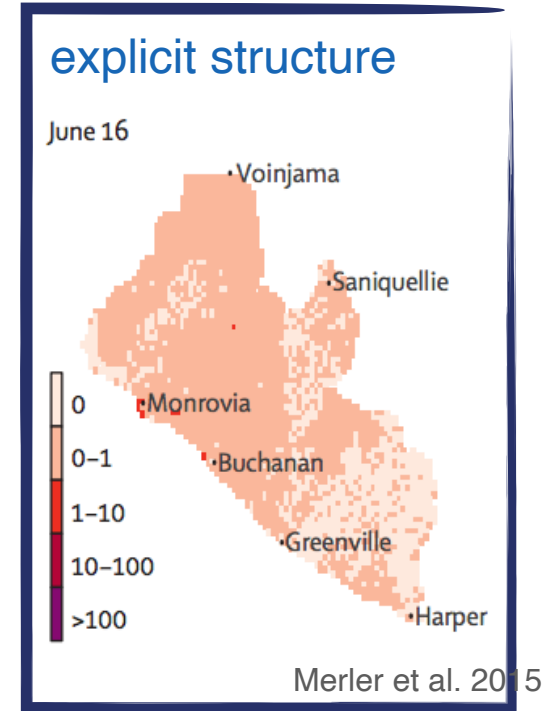 explicit structure
June 16
Voinjama
Saniquellie
Monrovia
Buchanan
Greenville
Harper
0
0–1
1–10
10–100
>100
Merler et al. 2015